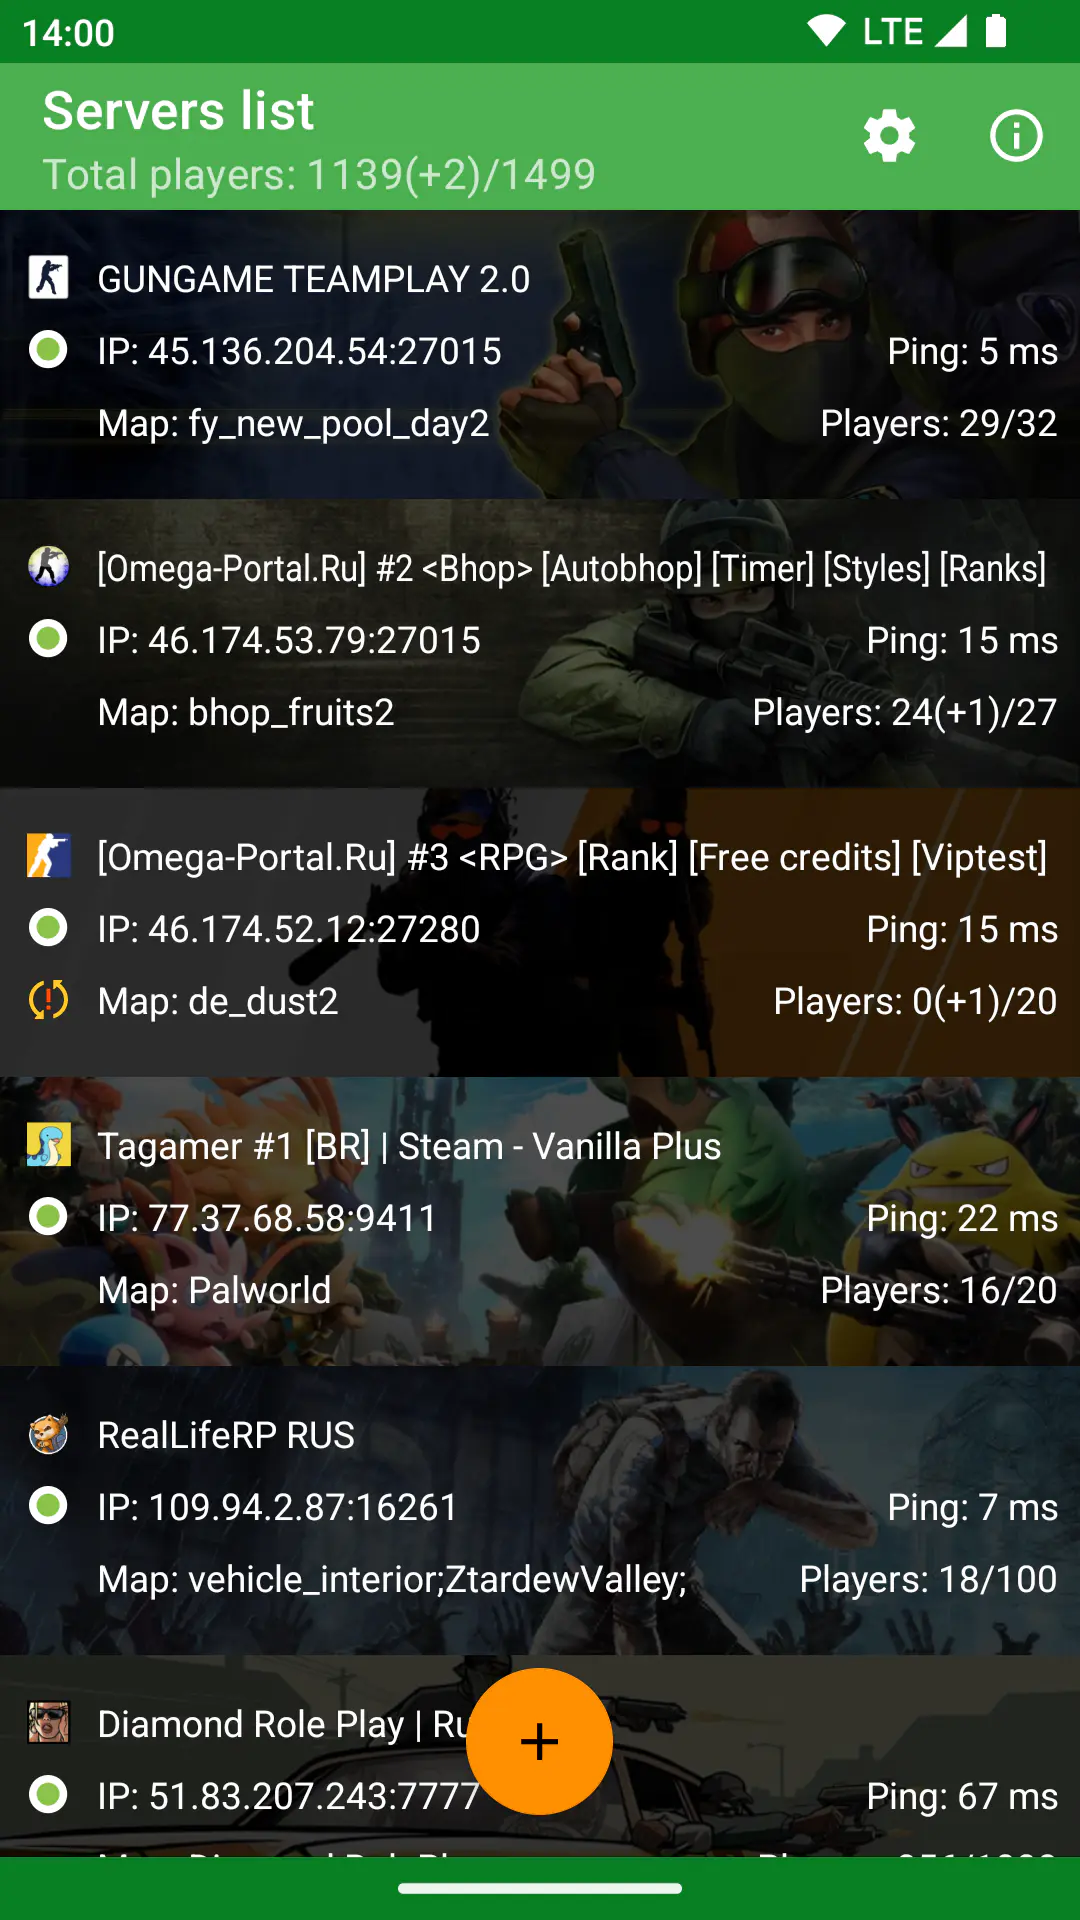 14:00 LTE
Servers list
Total players: 1139(+2)/1499
GUNGAME TEAMPLAY 2.0
IP: 45.136.204.54:27015 Ping: 5 ms
Map: fy_new_pool_day2 Players: 29/32
[Omega-Portal.Ru] #2 <Bhop> [Autobhop] [Timer] [Styles] [Ranks]
IP: 46.174.53.79:27015 Ping: 15 ms
Map: bhop_fruits2 Players: 24(+1)/27
[Omega-Portal.Ru] #3 <RPG> [Rank] [Free credits] [Viptest]
IP: 46.174.52.12:27280 Ping: 15 ms
Map: de_dust2 Players: 0(+1)/20
Tagamer #1 [BR] | Steam - Vanilla Plus
IP: 77.37.68.58:9411 Ping: 22 ms
Map: Palworld Players: 16/20
RealLifeRP RUS
IP: 109.94.2.87:16261 Ping: 7 ms
Map: vehicle_interior;ZtardewValley; Players: 18/100
Diamond Role Play | Ru
IP: 51.83.207.243:7777 Ping: 67 ms